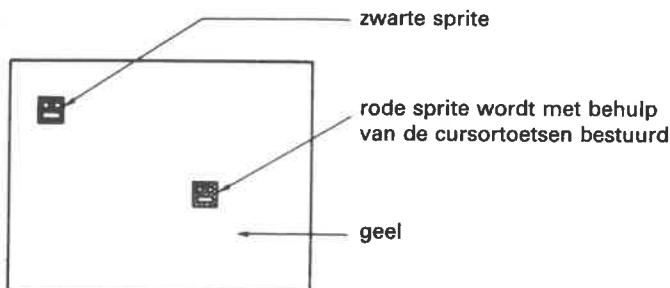 zwarte sprite
rode sprite wordt met behulp
van de cursortoetsen bestuurd
geel